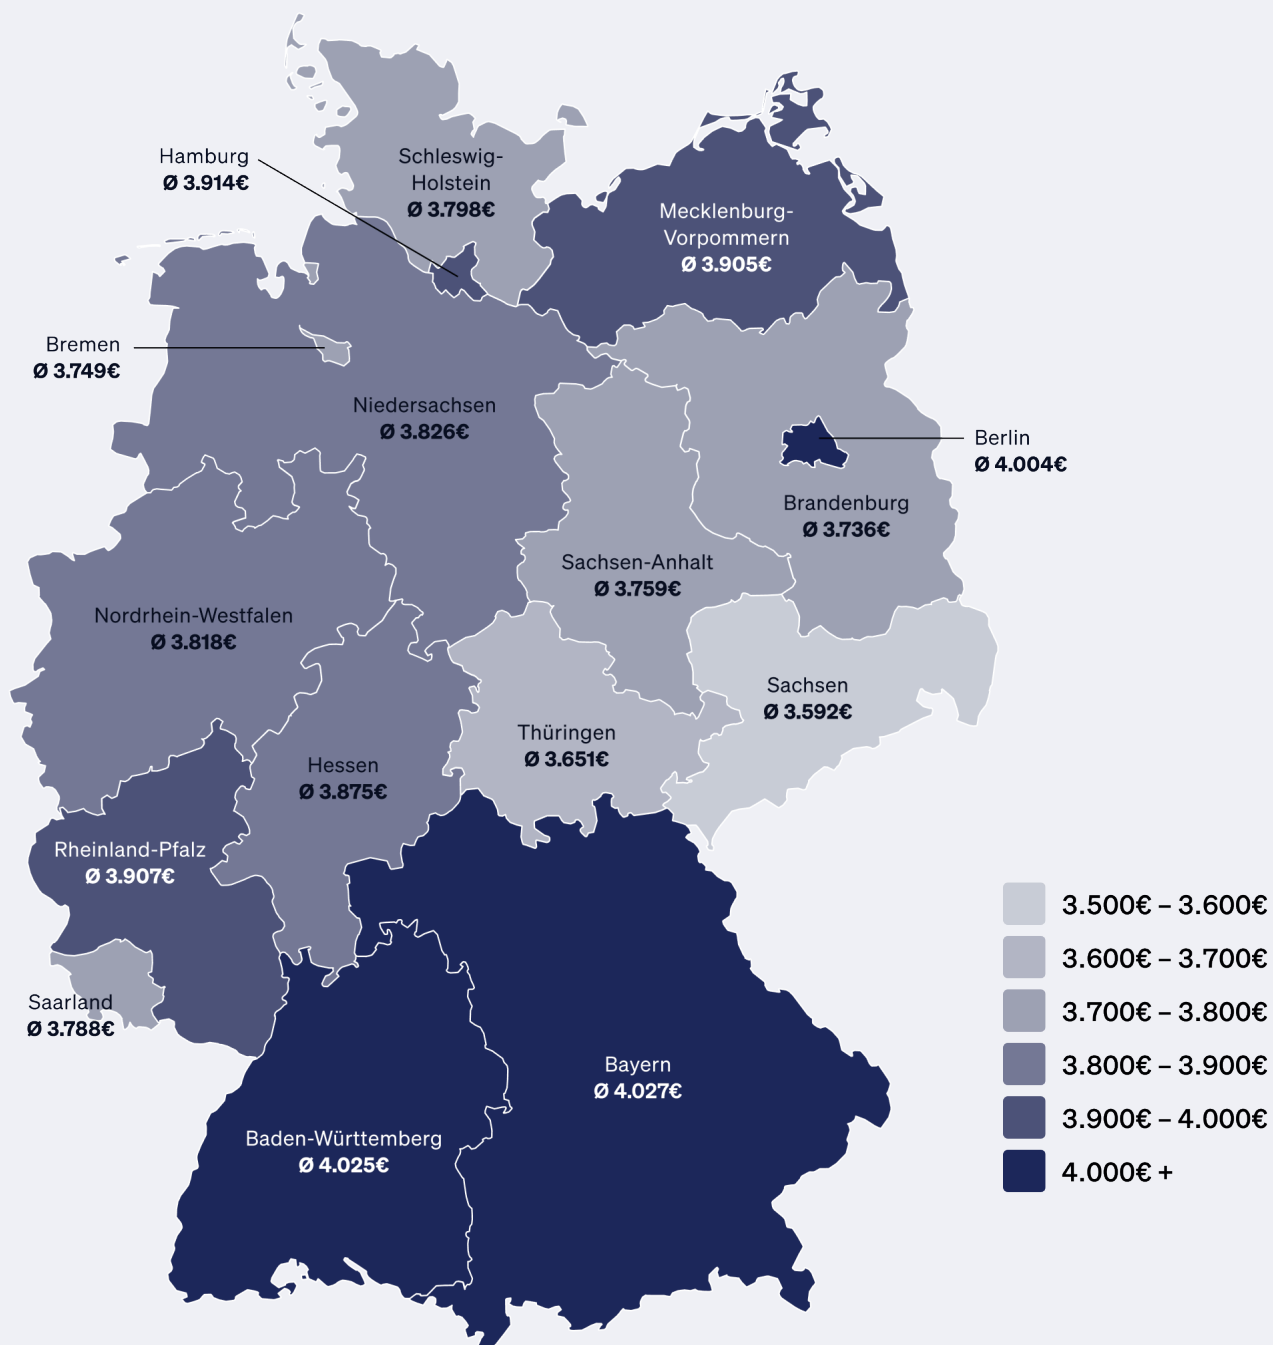 Hamburg
Ø 3.914€
Schleswig-
Holstein
Ø 3.798€
Mecklenburg-
Vorpommern
Ø 3.905€
Bremen
Ø 3.749€
Niedersachsen
Ø 3.826€
Berlin
Ø 4.004€
Brandenburg
Ø 3.736€
Sachsen-Anhalt
Ø 3.759€
Nordrhein-Westfalen
Ø 3.818€
Sachsen
Ø 3.592€
Thüringen
Ø 3.651€
Hessen
Ø 3.875€
Rheinland-Pfalz
Ø 3.907€
Saarland
Ø 3.788€
Bayern
Ø 4.027€
Baden-Württemberg
Ø 4.025€
3.500€ – 3.600€
3.600€ – 3.700€
3.700€ – 3.800€
3.800€ – 3.900€
3.900€ – 4.000€
4.000€ +